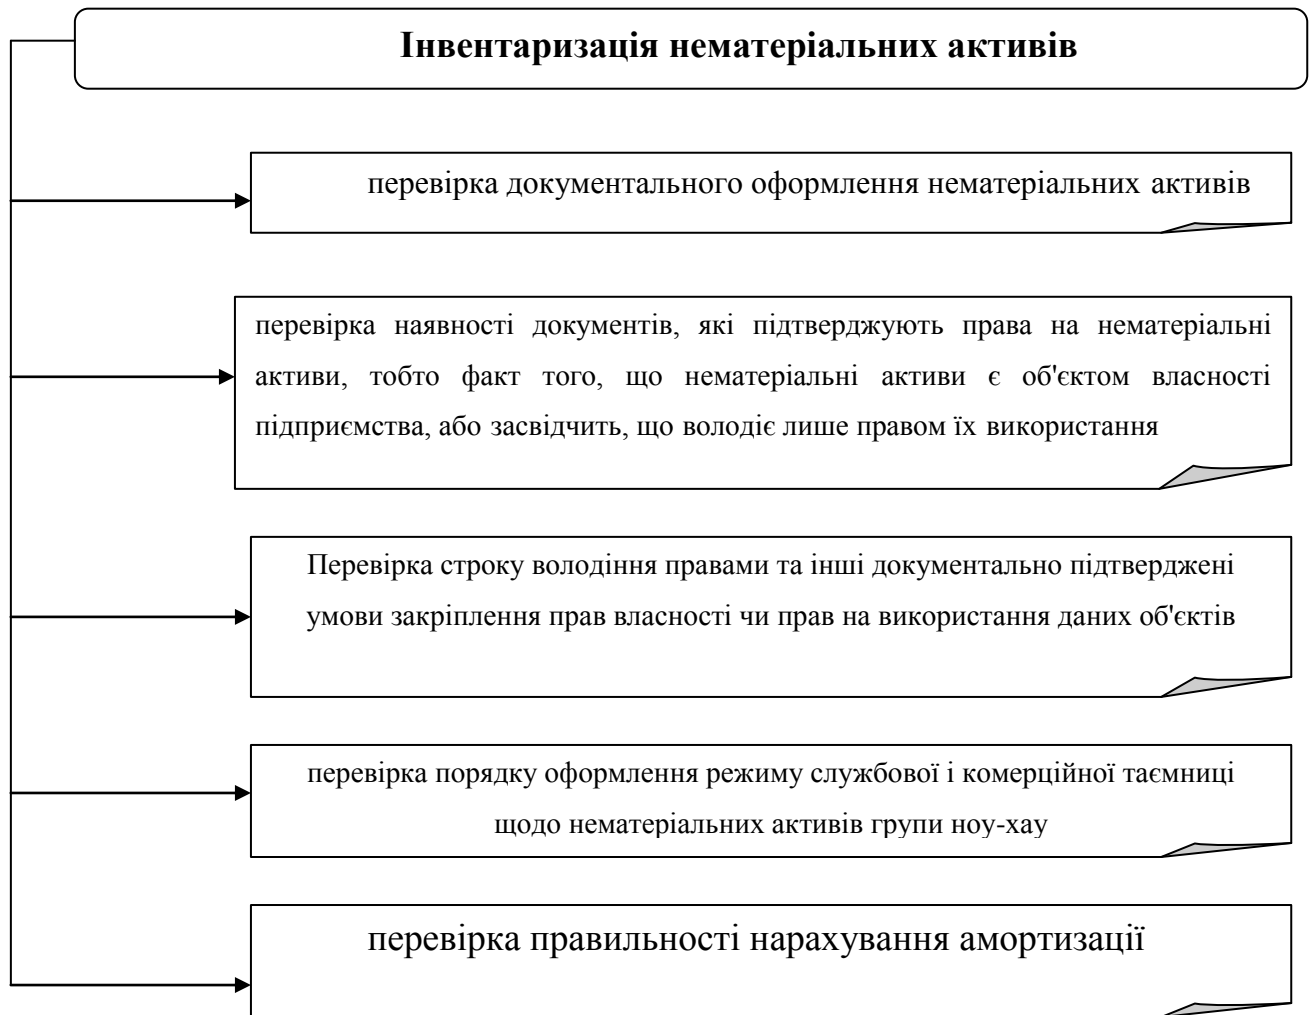 Інвентаризація нематеріальних активів
перевірка документального оформлення нематеріальних активів
перевірка наявності документів, які підтверджують права на нематеріальні
активи, тобто факт того, що нематеріальні активи є об'єктом власності
підприємства, або засвідчить, що володіє лише правом їх використання
Перевірка строку володіння правами та інші документально підтверджені
умови закріплення прав власності чи прав на використання даних об'єктів
перевірка порядку оформлення режиму службової і комерційної таємниці
щодо нематеріальних активів групи ноу-хау
перевірка правильності нарахування амортизації